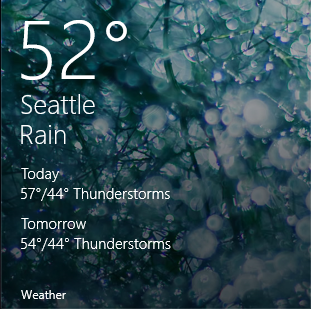 52°
Seattle
Rain
Today
57°/44° Thunderstorms
Tomorrow
54°/44° Thunderstorms
Weather